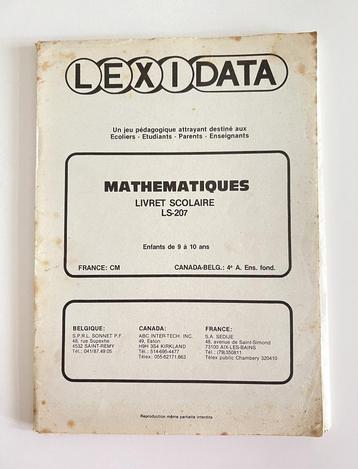 LEXIDATA
Un jeu pédagogique attrayant destiné aux
Ecoliers - Etudiants - Parents - Enseignants
MATHEMATIQUES
LIVRET SCOLAIRE
LS-207
Enfants de 9 à 10 ans
FRANCE: CM CANADA-BELG.: 4e A. Ens. fond.
BELGIQUE:
S.P.R.L. SONNET P.F.
48, rue Supexhe
4532 SAINT-REMY
Tél.: 041/87.49.05
CANADA:
ABC INTER-TECH. INC.
49, Eaton
H9H 3G4 KIRKLAND
Tél.: 514-695-4477
Télex: 055-62171.663
FRANCE:
S.A. SEDIJE
48, avenue de Saint-Simond
73100 AIX-LES-BAINS
Tél.: (79)350811
Télex public Chambery 320410
Reproduction même partielle interdite